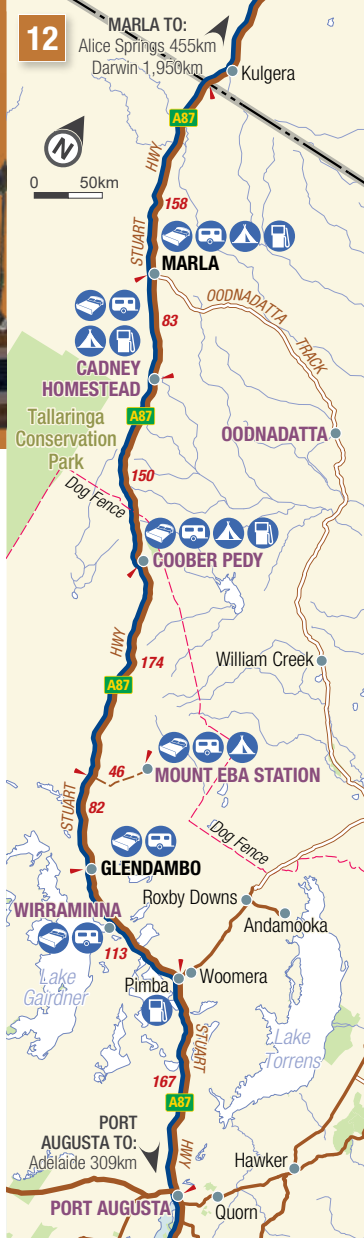 12
MARLA TO:
Alice Springs 455km
Darwin 1,950km
Kulgera
A87
N
0 50km
HWY
158
STUART
MARLA
OODNADATTA
TRACK
83
CADNEY
HOMESTEAD
A87
Tallaringa
Conservation
Park
OODNADATTA
150
Dog Fence
COOBER PEDY
HWY
174
William Creek
A87
46
MOUNT EBA STATION
STUART
82
Dog Fence
GLENDAMBO
Roxby Downs
WIRRAMINNA
Andamooka
113
Lake
Gairdner
Pimba
Woomera
STUART
Lake
Torrens
167
A87
PORT
AUGUSTA TO:
Adelaide 309km
HWY
Hawker
PORT AUGUSTA
Quorn